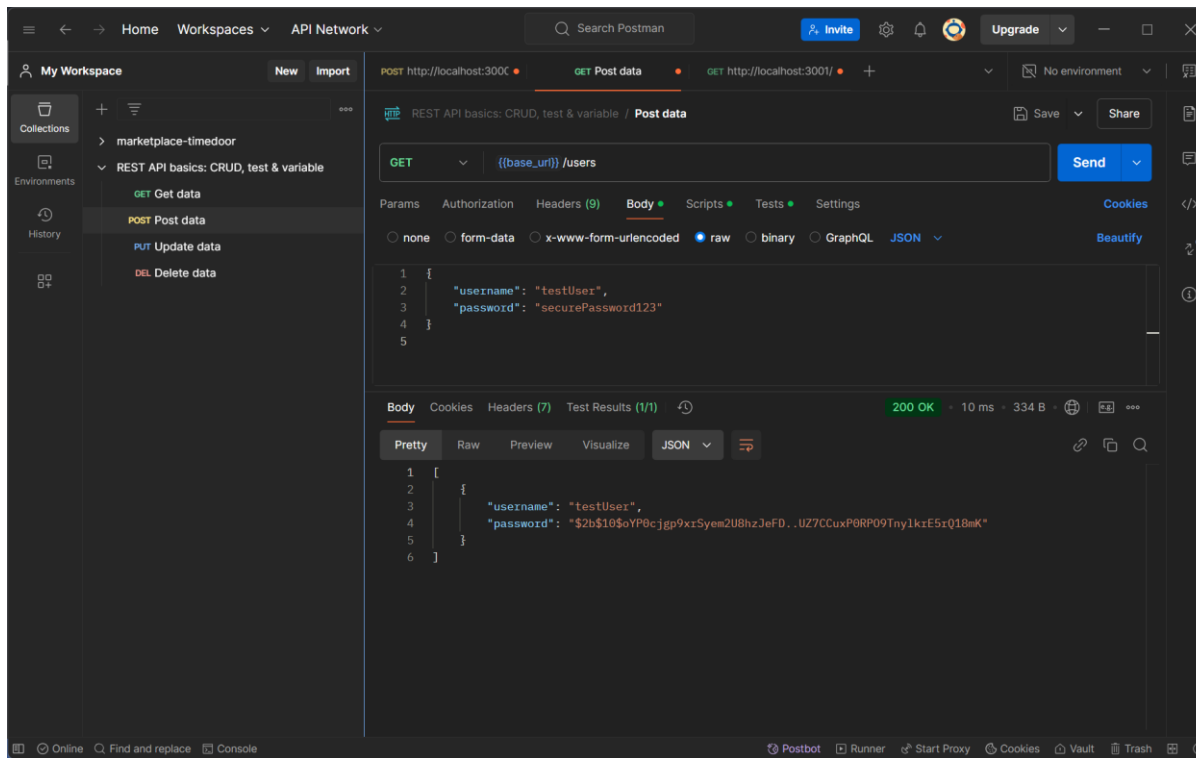 Home Workspaces API Network Search Postman Invite Upgrade
My Workspace New Import POST http://localhost:3000 GET Post data GET http://localhost:3001/ No environment
Collections
marketplace-timedoor
REST API basics: CRUD, test & variable
GET Get data
POST Post data
PUT Update data
DEL Delete data
Environments
History
HTTP REST API basics: CRUD, test & variable / Post data Save Share
GET {{base_url}} /users Send
Params Authorization Headers (9) Body Scripts Tests Settings Cookies
none form-data x-www-form-urlencoded raw binary GraphQL JSON Beautify
1 {
2 "username": "testUser",
3 "password": "securePassword123"
4 }
5
Body Cookies Headers (7) Test Results (1/1) 200 OK 10 ms 334 B e.g.
Pretty Raw Preview Visualize JSON
1 [
2 {
3 "username": "testUser",
4 "password": "$2b$10$oYP0cjgp9xrSyem2U8hzJeFD..UZ7CCuxP0RPO9TnylkrE5rQ18mK"
5 }
6 ]
Online Find and replace Console Postbot Runner Start Proxy Cookies Vault Trash